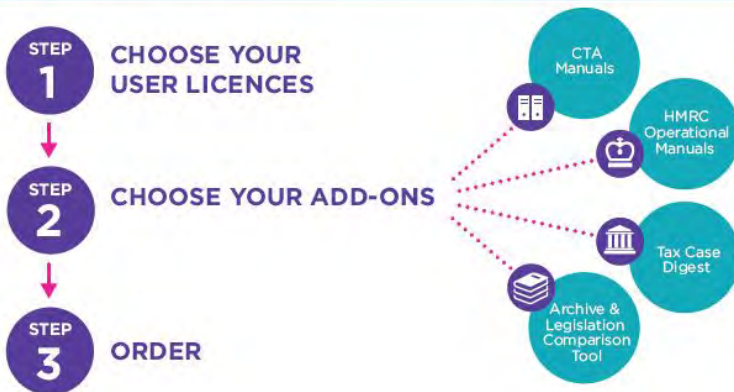 STEP
1
CHOOSE YOUR
USER LICENCES
STEP
2
CHOOSE YOUR ADD-ONS
STEP
3
ORDER
CTA
Manuals
HMRC
Operational
Manuals
Tax Case
Digest
Archive &
Legislation
Comparison
Tool